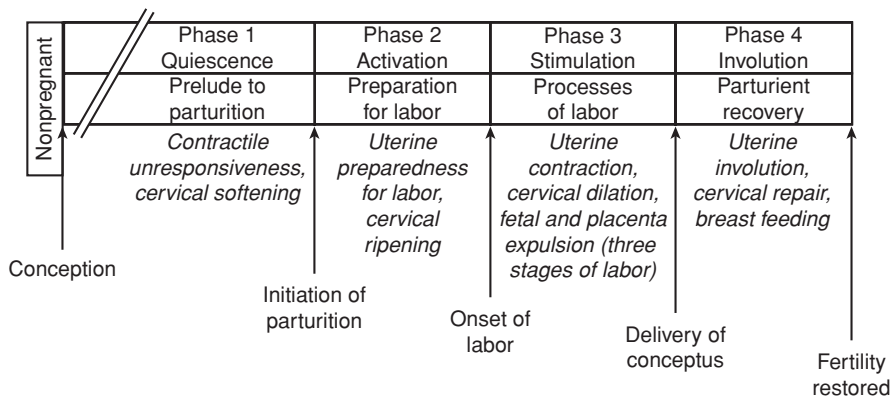 Nonpregnant
Phase 1
Quiescence
Phase 2
Activation
Phase 3
Stimulation
Phase 4
Involution
Prelude to
parturition
Preparation
for labor
Processes
of labor
Parturient
recovery
Contractile
unresponsiveness,
cervical softening
Uterine
preparedness
for labor,
cervical
ripening
Uterine
contraction,
cervical dilation,
fetal and placenta
expulsion (three
stages of labor)
Uterine
involution,
cervical repair,
breast feeding
Conception
Initiation of
parturition
Onset of
labor
Delivery of
conceptus
Fertility
restored